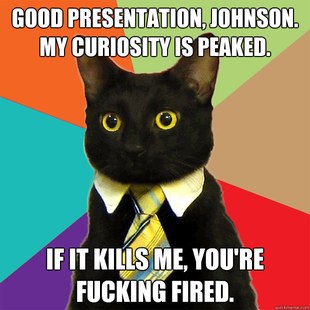 GOOD PRESENTATION, JOHNSON.
MY CURIOSITY IS PEAKED.
IF IT KILLS ME, YOU'RE
FUCKING FIRED.